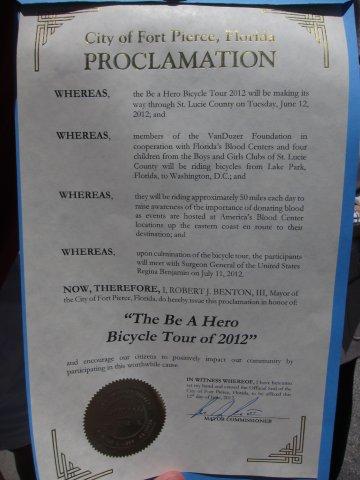 City of Fort Pierce, Florida
PROCLAMATION
WHEREAS, the Be a Hero Bicycle Tour 2012 will be making its
way through St. Lucie County on Tuesday, June 12,
2012; and
WHEREAS, members of the VanDuzer Foundation in
cooperation with Florida's Blood Centers and four
children from the Boys and Girls Clubs of St. Lucie
County will be riding bicycles from Lake Park,
Florida, to Washington, D.C.; and
WHEREAS, they will be riding approximately 50 miles each day to
raise awareness of the importance of donating blood
as events are hosted at America's Blood Center
locations up the eastern coast en route to their
destination; and
WHEREAS, upon culmination of the bicycle tour, the participants
will meet with Surgeon General of the United States
Regina Benjamin on July 11, 2012.
NOW, THEREFORE, I, ROBERT J. BENTON, III, Mayor of
the City of Fort Pierce, Florida, do hereby issue this proclamation in honor of:
"The Be A Hero
Bicycle Tour of 2012"
and encourage our citizens to positively impact our community by
participating in this worthwhile cause.
IN WITNESS WHEREOF, I have hereunto
set my hand and caused the Official Seal of the
City of Fort Pierce, Florida, to be affixed this
12th day of June, 2012.
MAYOR COMMISSIONER